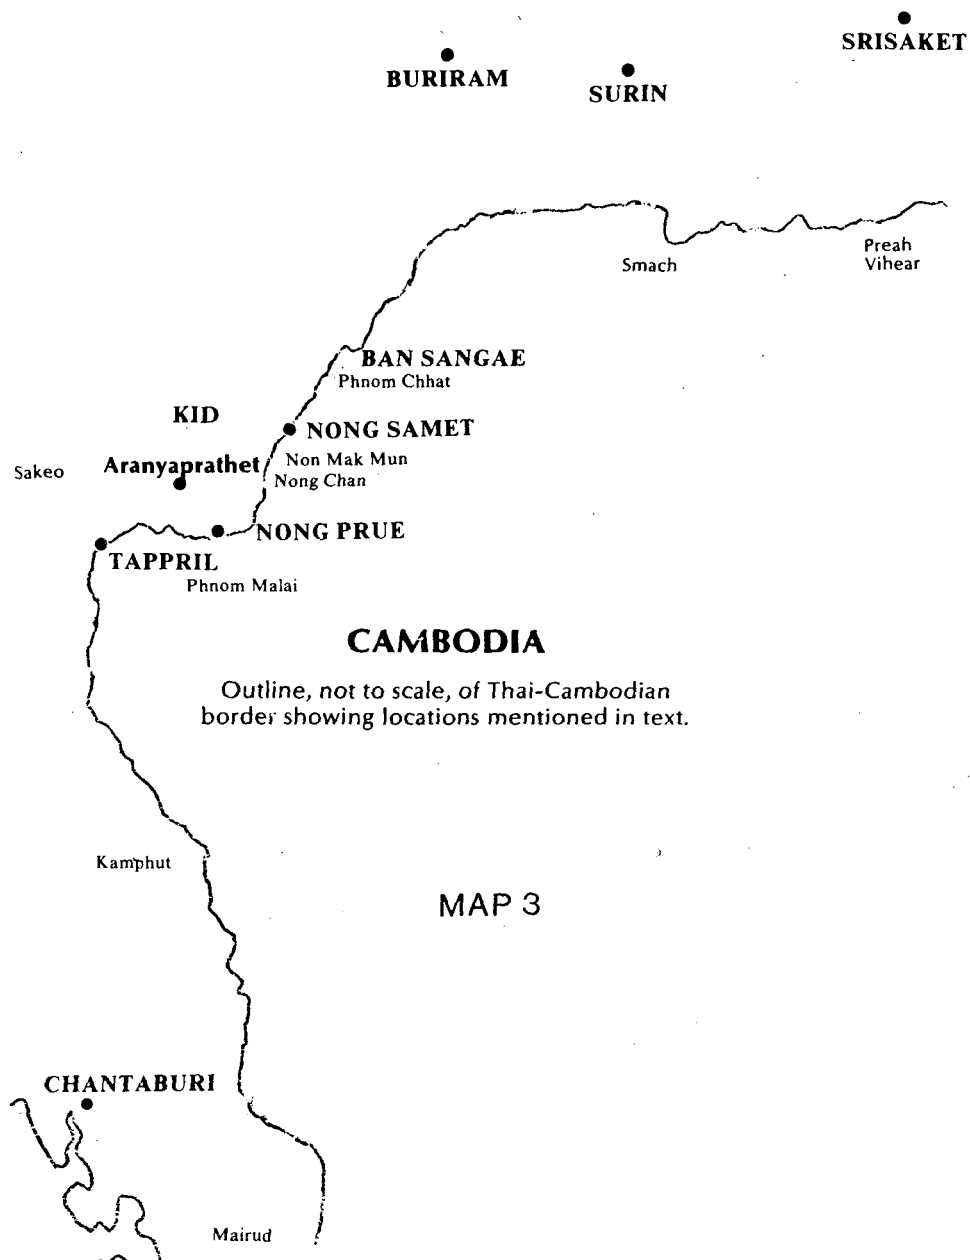 SRISAKET
BURIRAM
SURIN
Preah
Vihear
Smach
BAN SANGAE
Phnom Chhat
KID
NONG SAMET
Aranyaprathet
Non Mak Mun
Sakeo
Nong Chan
NONG PRUE
TAPPRIL
Phnom Malai
CAMBODIA
Outline, not to scale, of Thai-Cambodian
border showing locations mentioned in text.
Kamphut
MAP 3
CHANTABURI
Mairud